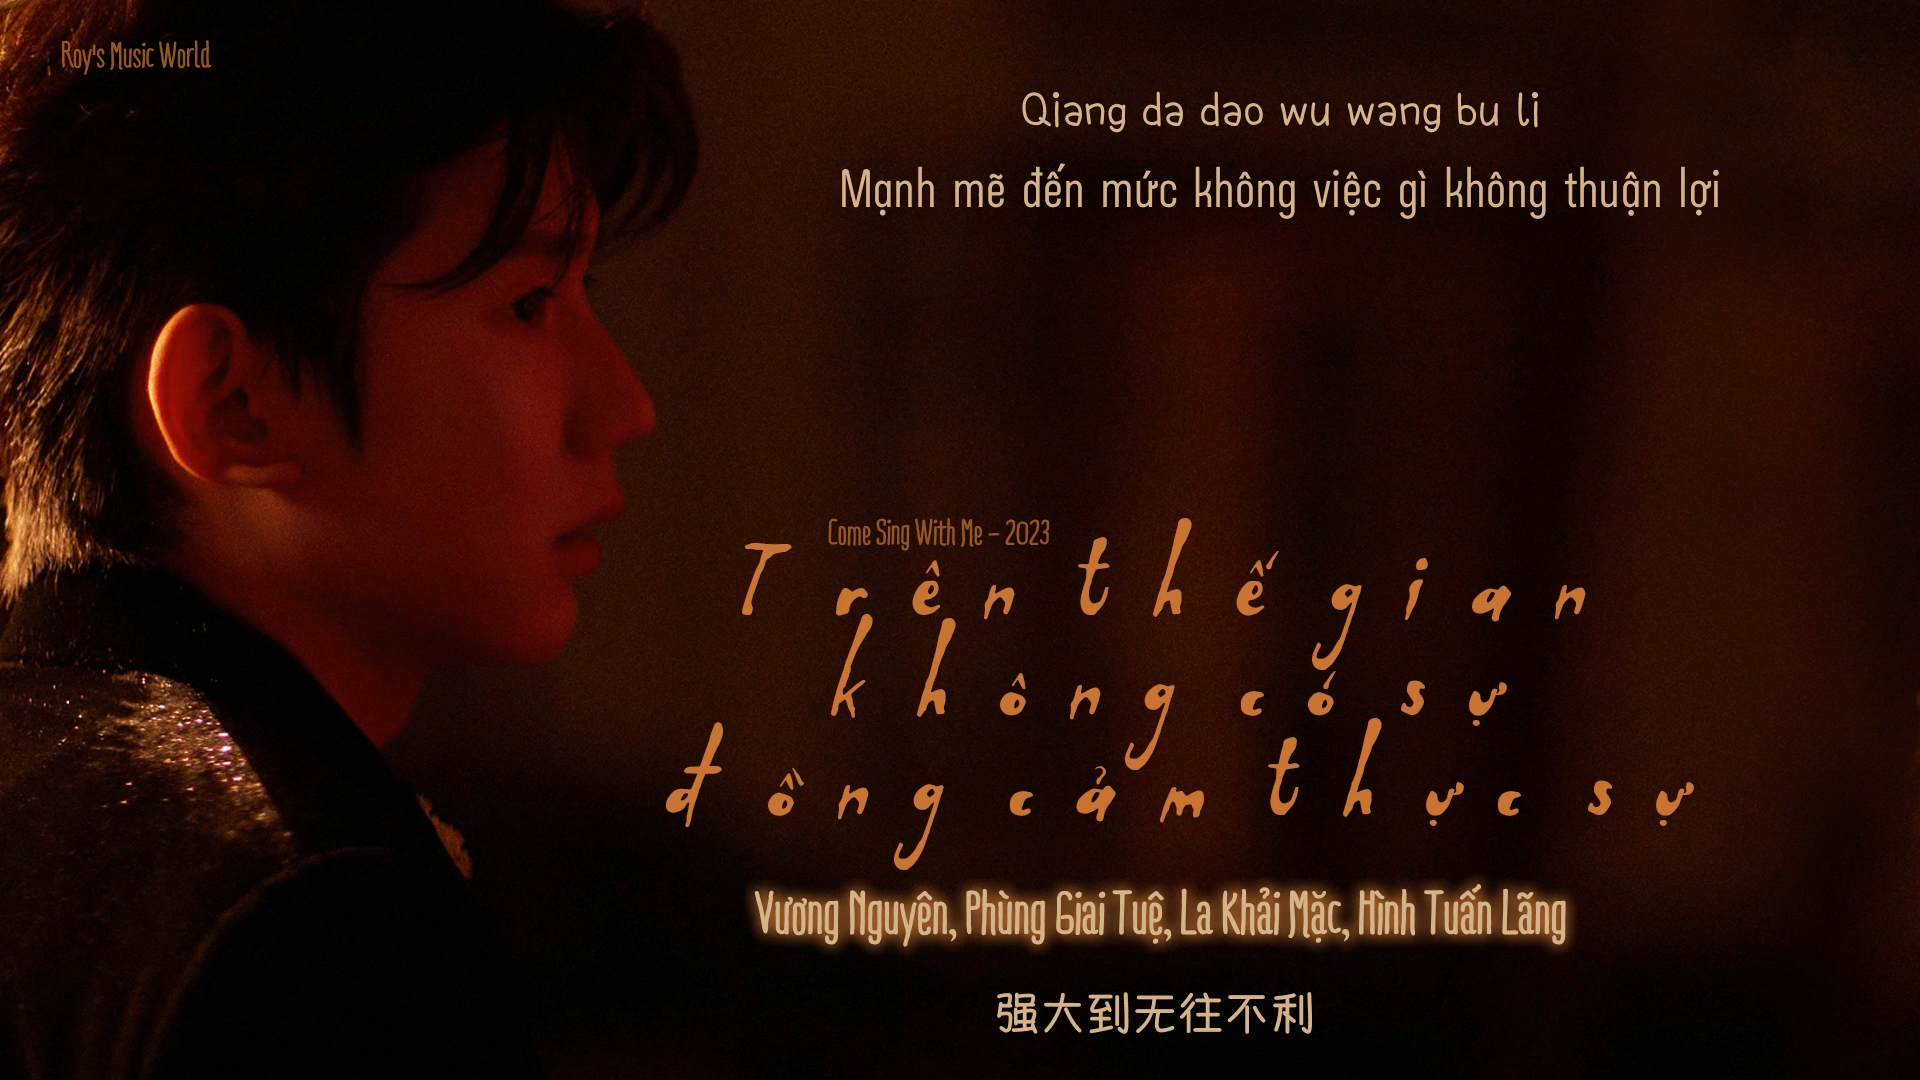 Roy's Music World
Qiang da dao wu wang bu li
Mạnh mẽ đến mức không việc gì không thuận lợi
Come Sing With Me – 2023
Trên thế gian
không có sự
đồng cảm thực sự
Vương Nguyên, Phùng Giai Tuệ, La Khải Mặc, Hình Tuấn Lãng
强大到无往不利